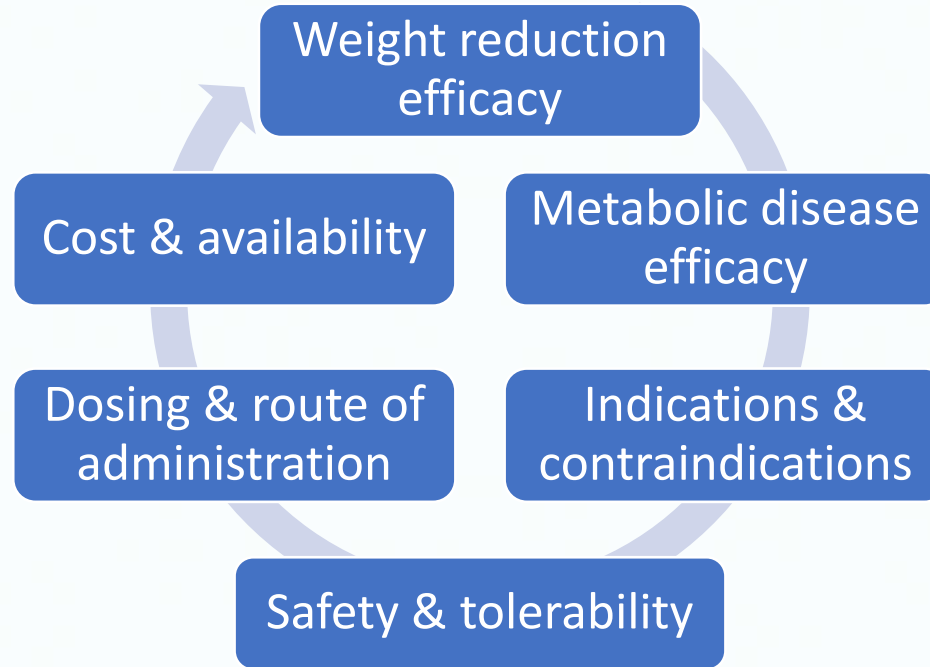 Weight reduction
efficacy
Metabolic disease
efficacy
Indications &
contraindications
Safety & tolerability
Dosing & route of
administration
Cost & availability